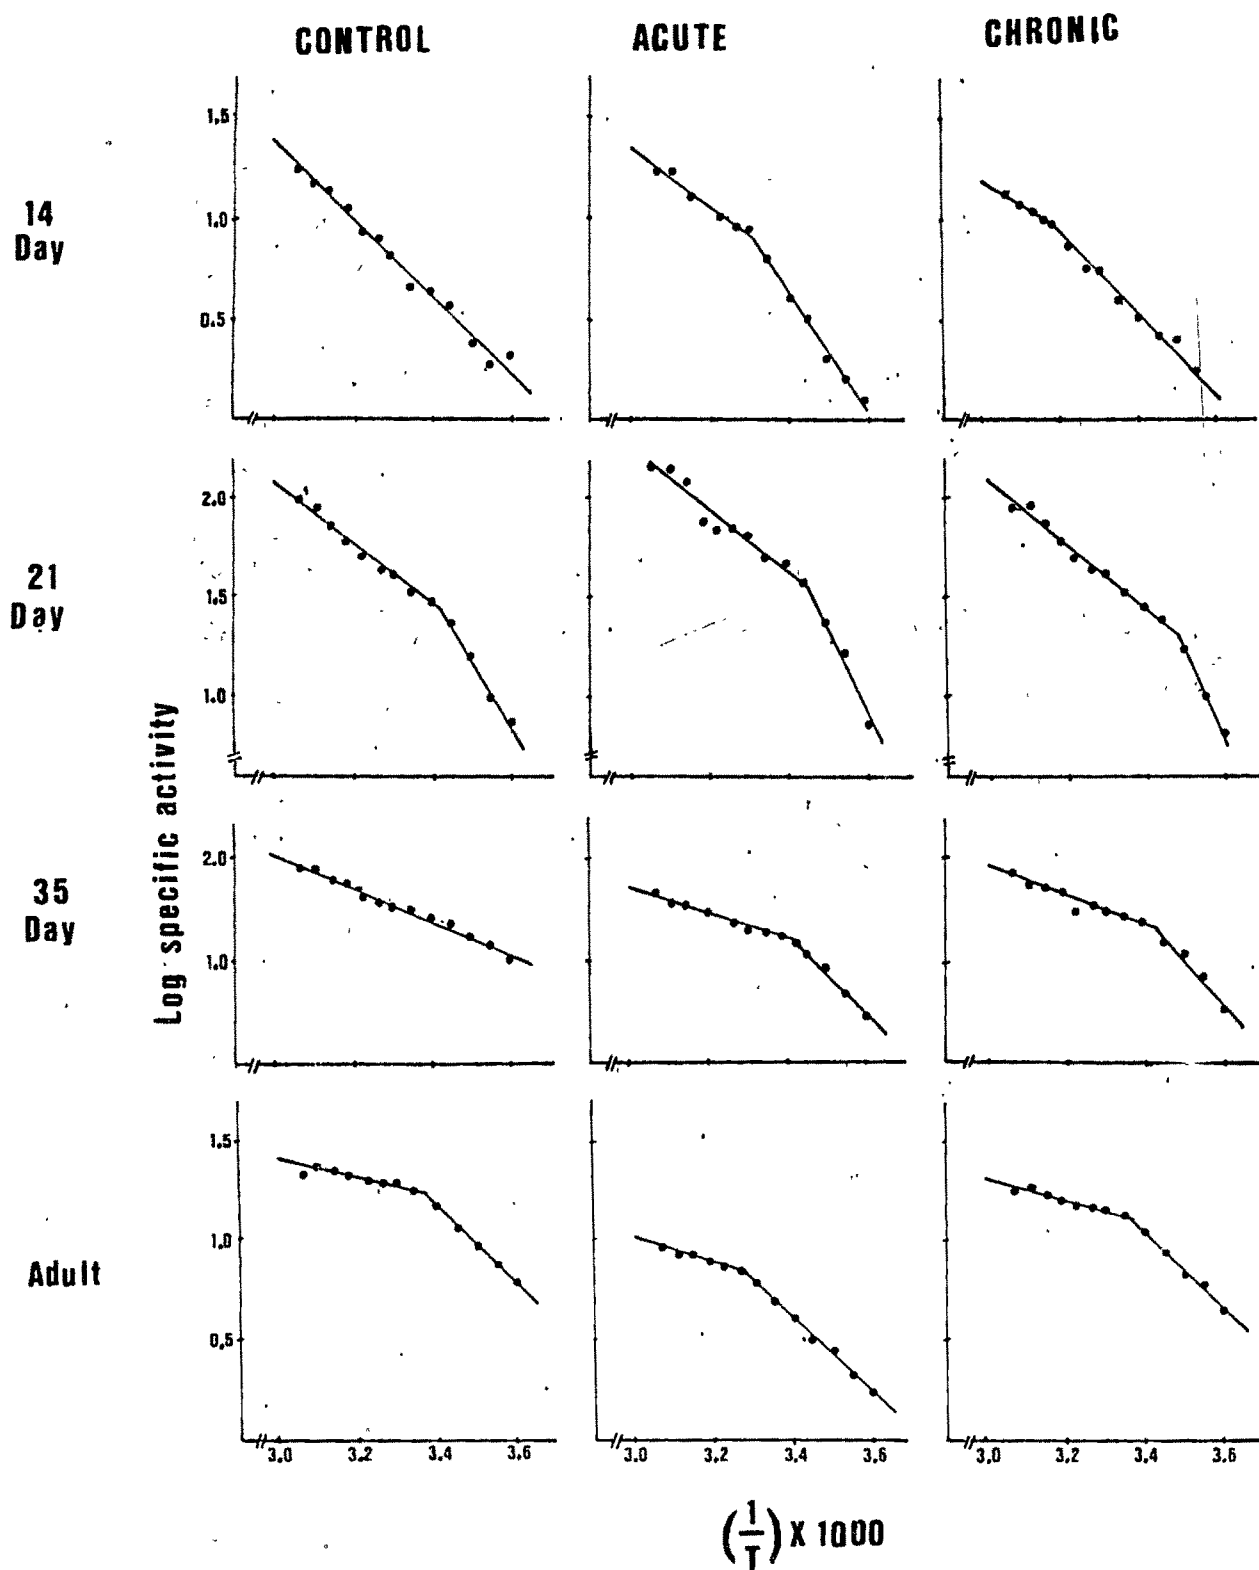 CONTROL ACUTE CHRONIC
14
Day
1,5
1.0
0.5
21
Day
2.0
1.5
1.0
35
Day
2.0
1.0
Adult
1.5
1.0
0,5
Log specific activity
3.0 3.2 3.4 3.6 3.0 3,2 3.4 3,6 3.0 3.2 3.4 3.6
(1/T) X 1000